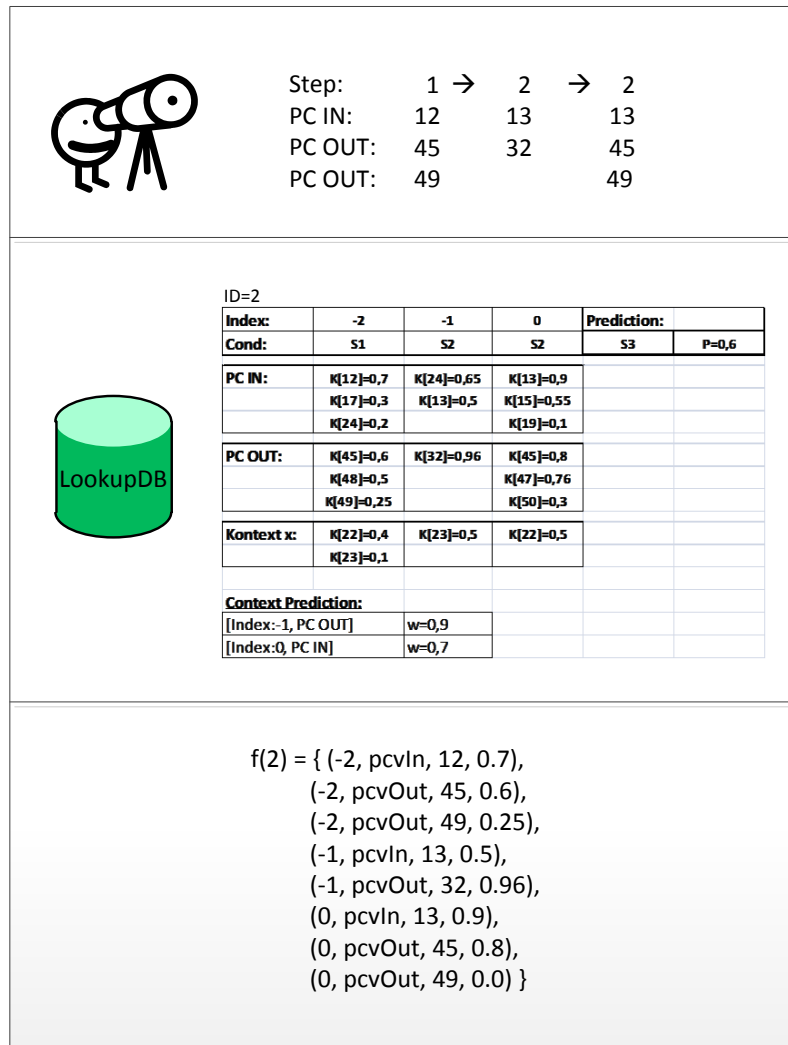 Step: 1 → 2 → 2
PC IN: 12 13 13
PC OUT: 45 32 45
PC OUT: 49 49
ID=2
Index: -2 -1 0 Prediction:
Cond: S1 S2 S2 S3 P=0,6
PC IN: K[12]=0,7 K[24]=0,65 K[13]=0,9
K[17]=0,3 K[13]=0,5 K[15]=0,55
K[24]=0,2 K[19]=0,1
PC OUT: K[45]=0,6 K[32]=0,96 K[45]=0,8
K[48]=0,5 K[47]=0,76
K[49]=0,25 K[50]=0,3
Kontext x: K[22]=0,4 K[23]=0,5 K[22]=0,5
K[23]=0,1
LookupDB
Context Prediction:
[Index:-1, PC OUT] w=0,9
[Index:0, PC IN] w=0,7
f(2) = { (-2, pcvIn, 12, 0.7),
(-2, pcvOut, 45, 0.6),
(-2, pcvOut, 49, 0.25),
(-1, pcvIn, 13, 0.5),
(-1, pcvOut, 32, 0.96),
(0, pcvIn, 13, 0.9),
(0, pcvOut, 45, 0.8),
(0, pcvOut, 49, 0.0) }